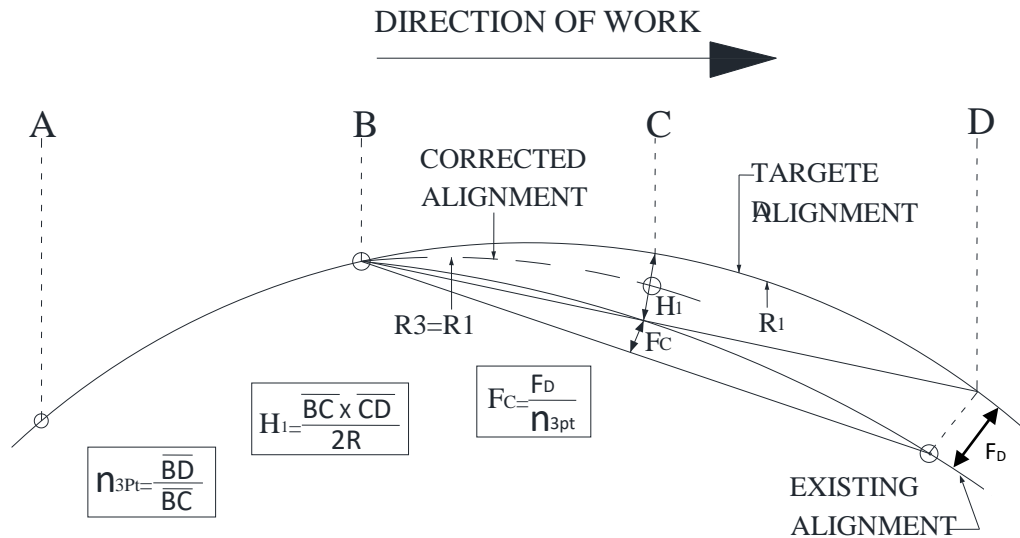 DIRECTION OF WORK
A
B
C
D
CORRECTED
ALIGNMENT
TARGETE
D
ALIGNMENT
R3=R1
H1
R1
FC
H1= BC x CD
2R
FC= FD
n3pt
n3Pt= BD
BC
FD
EXISTING
ALIGNMENT